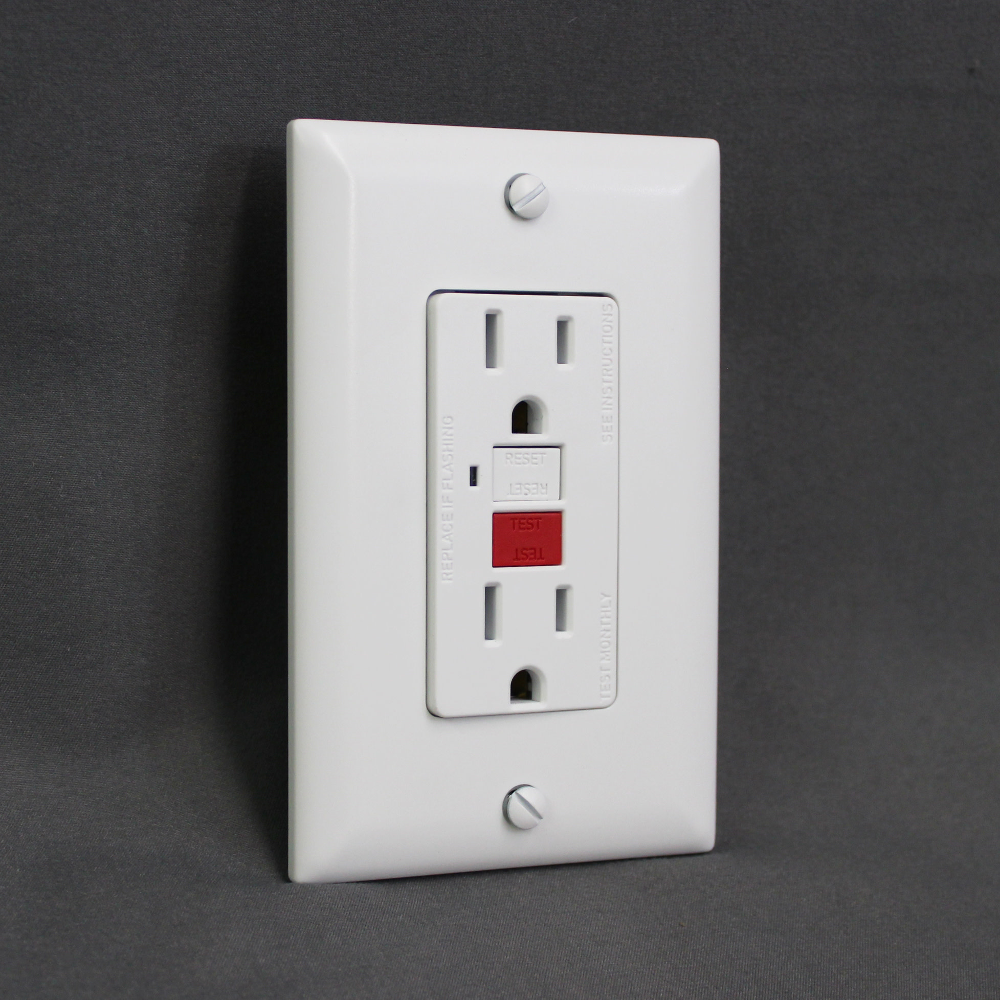 SEE INSTRUCTIONS
REPLACE IF FLASHING
RESET
RESET
TEST
TEST
TEST MONTHLY